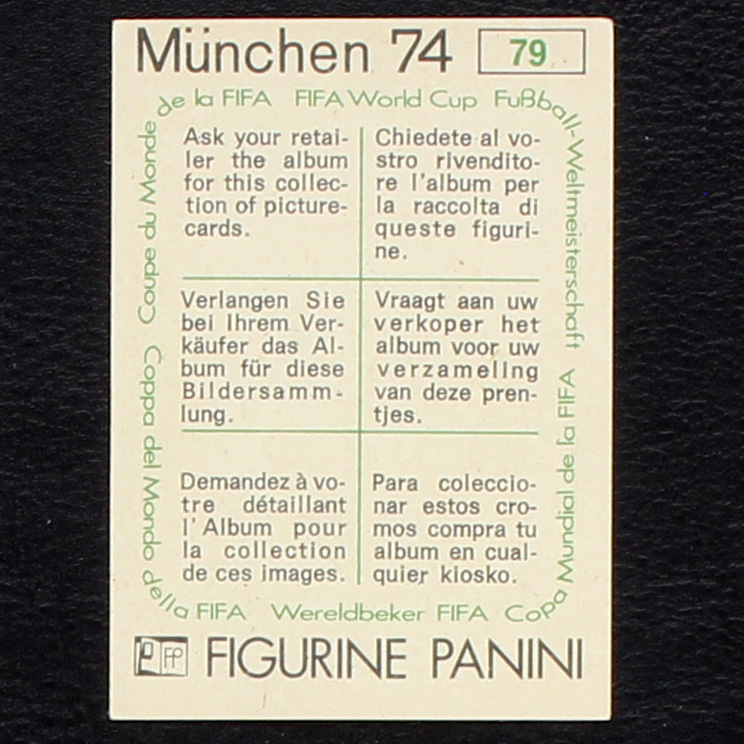 München 74 79
de la FIFA FIFA World Cup Fußball-Weltmeisterschaft
Ask your retai-
ler the album
for this collec-
tion of picture-
cards.
Chiedete al vo-
stro rivendito-
re l'album per
la raccolta di
queste figuri-
ne.
Verlangen Sie
bei Ihrem Ver-
käufer das Al-
bum für diese
Bildersamm-
lung.
Vraagt aan uw
verkoper het
album voor uw
verzameling
van deze pren-
tjes.
Demandez à vo-
tre détaillant
l'Album pour
la collection
de ces images.
Para coleccio-
nar estos cro-
mos compra tu
album en cual-
quier kiosko.
Coupe du Monde
Coppa del Mondo della FIFA Wereldbeker FIFA Copa Mundial de la FIFA
FP FIGURINE PANINI